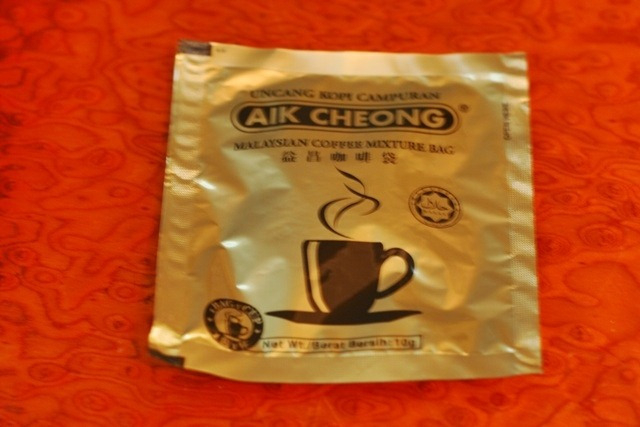 UNCANG KOPI CAMPURAN
AIK CHEONG®
MALAYSIAN COFFEE MIXTURE BAG
益昌咖啡袋
حلال
Net Wt./Berat Bersih: 10g